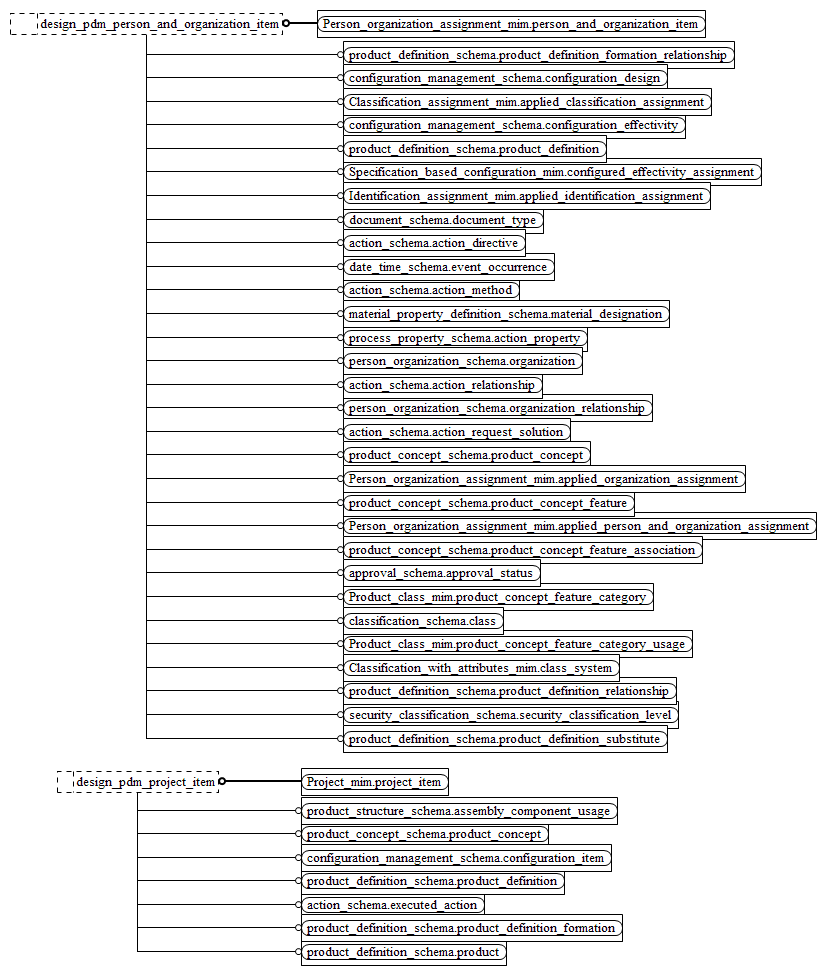 design_pdm_person_and_organization_item
Person_organization_assignment_mim.person_and_organization_item
product_definition_schema.product_definition_formation_relationship
configuration_management_schema.configuration_design
Classification_assignment_mim.applied_classification_assignment
configuration_management_schema.configuration_effectivity
product_definition_schema.product_definition
Specification_based_configuration_mim.configured_effectivity_assignment
Identification_assignment_mim.applied_identification_assignment
document_schema.document_type
action_schema.action_directive
date_time_schema.event_occurrence
action_schema.action_method
material_property_definition_schema.material_designation
process_property_schema.action_property
person_organization_schema.organization
action_schema.action_relationship
person_organization_schema.organization_relationship
action_schema.action_request_solution
product_concept_schema.product_concept
Person_organization_assignment_mim.applied_organization_assignment
product_concept_schema.product_concept_feature
Person_organization_assignment_mim.applied_person_and_organization_assignment
product_concept_schema.product_concept_feature_association
approval_schema.approval_status
Product_class_mim.product_concept_feature_category
classification_schema.class
Product_class_mim.product_concept_feature_category_usage
Classification_with_attributes_mim.class_system
product_definition_schema.product_definition_relationship
security_classification_schema.security_classification_level
product_definition_schema.product_definition_substitute
design_pdm_project_item
Project_mim.project_item
product_structure_schema.assembly_component_usage
product_concept_schema.product_concept
configuration_management_schema.configuration_item
product_definition_schema.product_definition
action_schema.executed_action
product_definition_schema.product_definition_formation
product_definition_schema.product